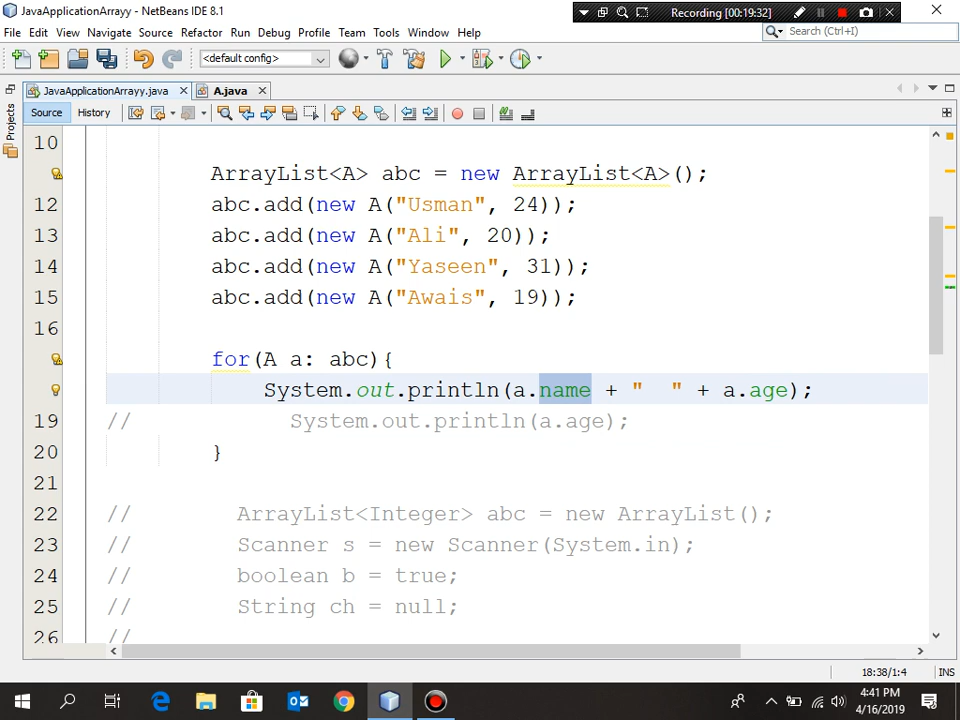 JavaApplicationArrayy - NetBeans IDE 8.1
Recording [00:19:32]
File Edit View Navigate Source Refactor Run Debug Profile Team Tools Window Help
Search (Ctrl+I)
<default config>
JavaApplicationArrayy.java A.java
Projects
Source History
10
ArrayList<A> abc = new ArrayList<A>();
12 abc.add(new A("Usman", 24));
13 abc.add(new A("Ali", 20));
14 abc.add(new A("Yaseen", 31));
15 abc.add(new A("Awais", 19));
16
for(A a: abc){
System.out.println(a.name + "  " + a.age);
19 // System.out.println(a.age);
20 }
21
22 // ArrayList<Integer> abc = new ArrayList();
23 // Scanner s = new Scanner(System.in);
24 // boolean b = true;
25 // String ch = null;
26 //
18:38/1:4 INS
4:41 PM
4/16/2019